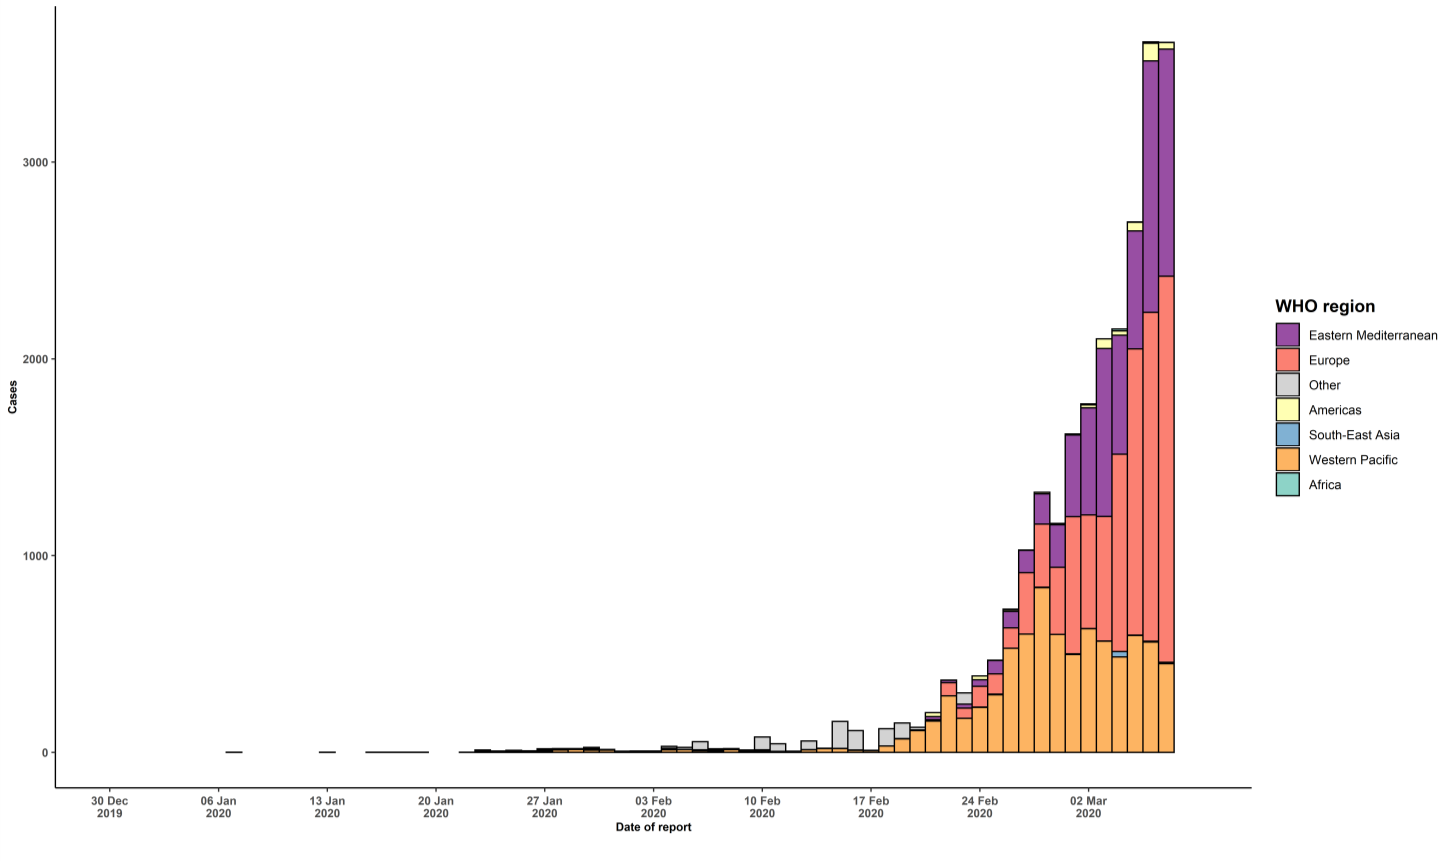 3000
2000
1000
0
Cases
30 Dec
2019
06 Jan
2020
13 Jan
2020
20 Jan
2020
27 Jan
2020
03 Feb
2020
10 Feb
2020
17 Feb
2020
24 Feb
2020
02 Mar
2020
Date of report
WHO region
Eastern Mediterranean
Europe
Other
Americas
South-East Asia
Western Pacific
Africa